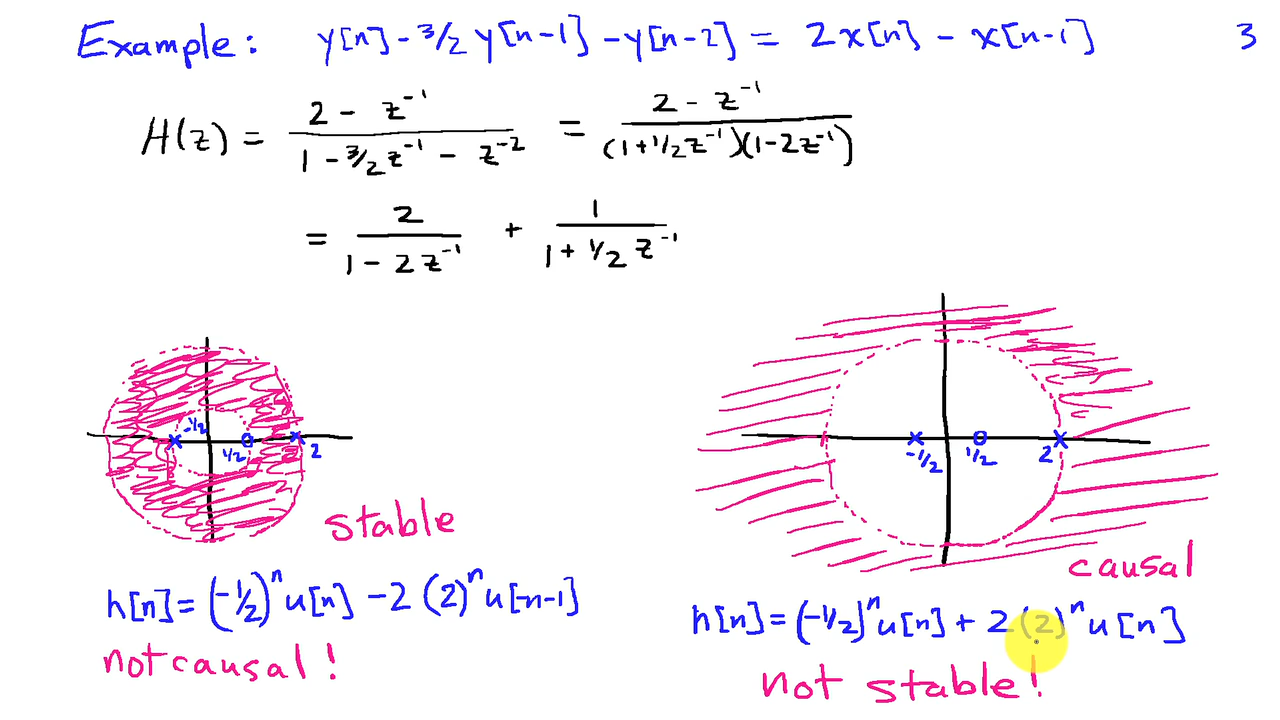 Example: y[n] - 3/2 y[n-1] - y[n-2] = 2x[n] - x[n-1] 3
H(z) = (2 - z⁻¹)/(1 - 3/2 z⁻¹ - z⁻²) = (2 - z⁻¹)/((1+1/2z⁻¹)(1-2z⁻¹))
= 2/(1 - 2z⁻¹) + 1/(1 + 1/2 z⁻¹)
-1/2 1/2 2
-1/2 1/2 2
stable
causal
h[n] = (-1/2)ⁿ u[n] - 2 (2)ⁿ u[-n-1]
not causal!
h[n] = (-1/2)ⁿ u[n] + 2 (2)ⁿ u[n]
not stable!